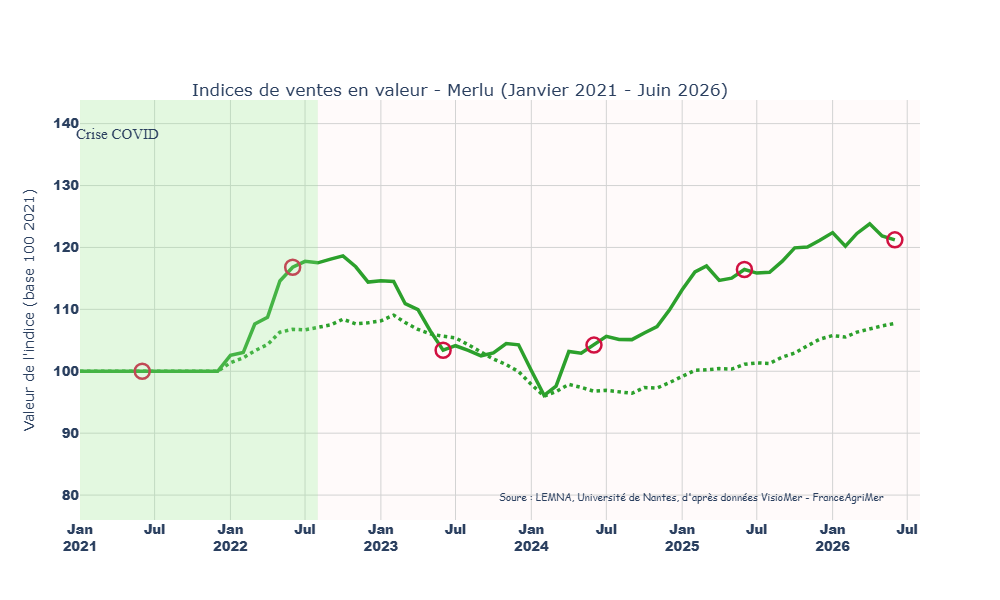 Indices de ventes en valeur - Merlu (Janvier 2021 - Juin 2026)
Valeur de l'indice (base 100 2021)
140
Crise COVID
130
120
110
100
90
80
Soure : LEMNA, Université de Nantes, d'après données VisioMer - FranceAgriMer
Jan Jul Jan Jul Jan Jul Jan Jul Jan Jul Jan Jul
2021 2022 2023 2024 2025 2026